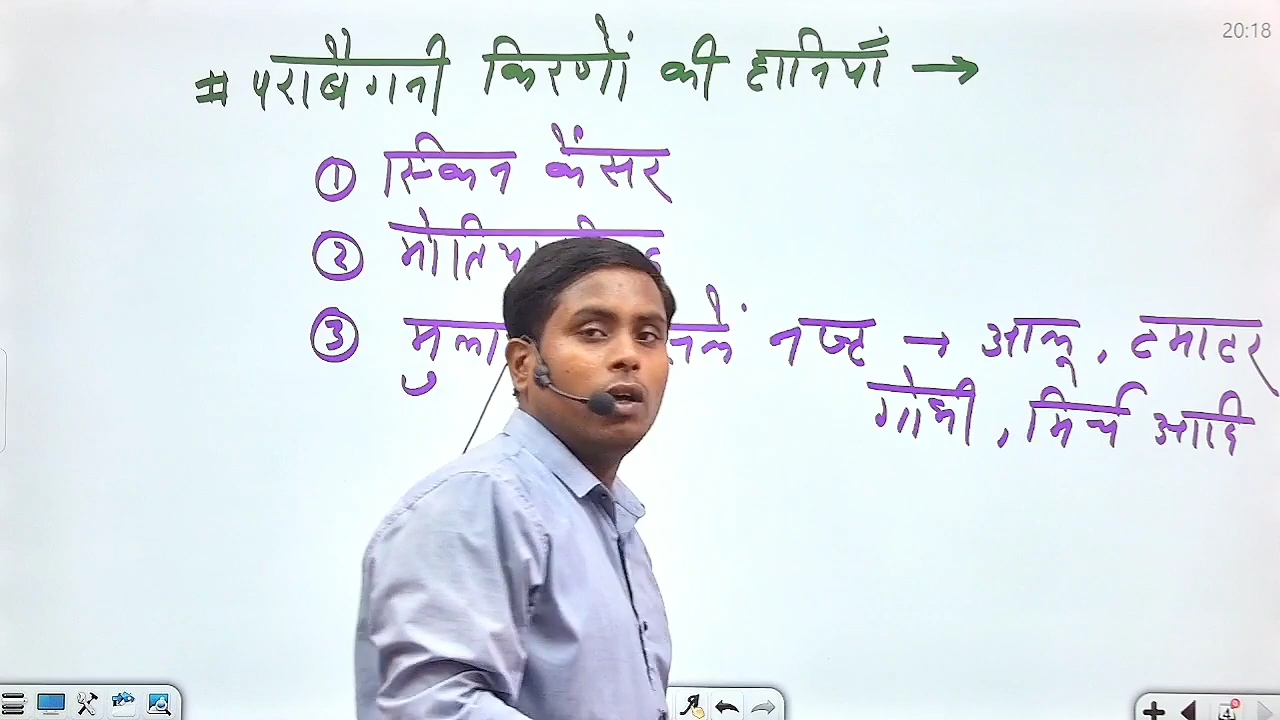 20:18
# पराबैगनी किरणों की हानियाँ →
① स्किन कैंसर
②
③ नष्ट → आलू, टमाटर
गोभी, मिर्च आदि